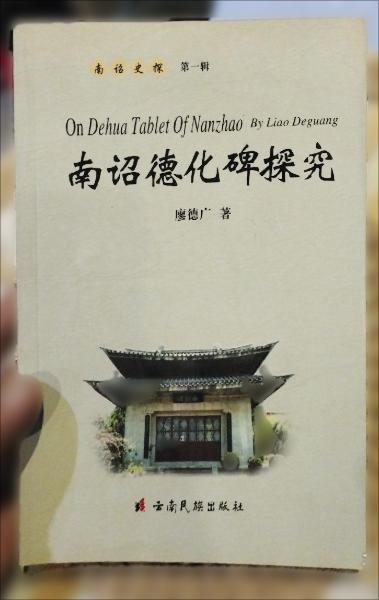 南诏史探 第一辑
On Dehua Tablet Of Nanzhao By Liao Deguang
南诏德化碑探究
廖德广 著
云南民族出版社